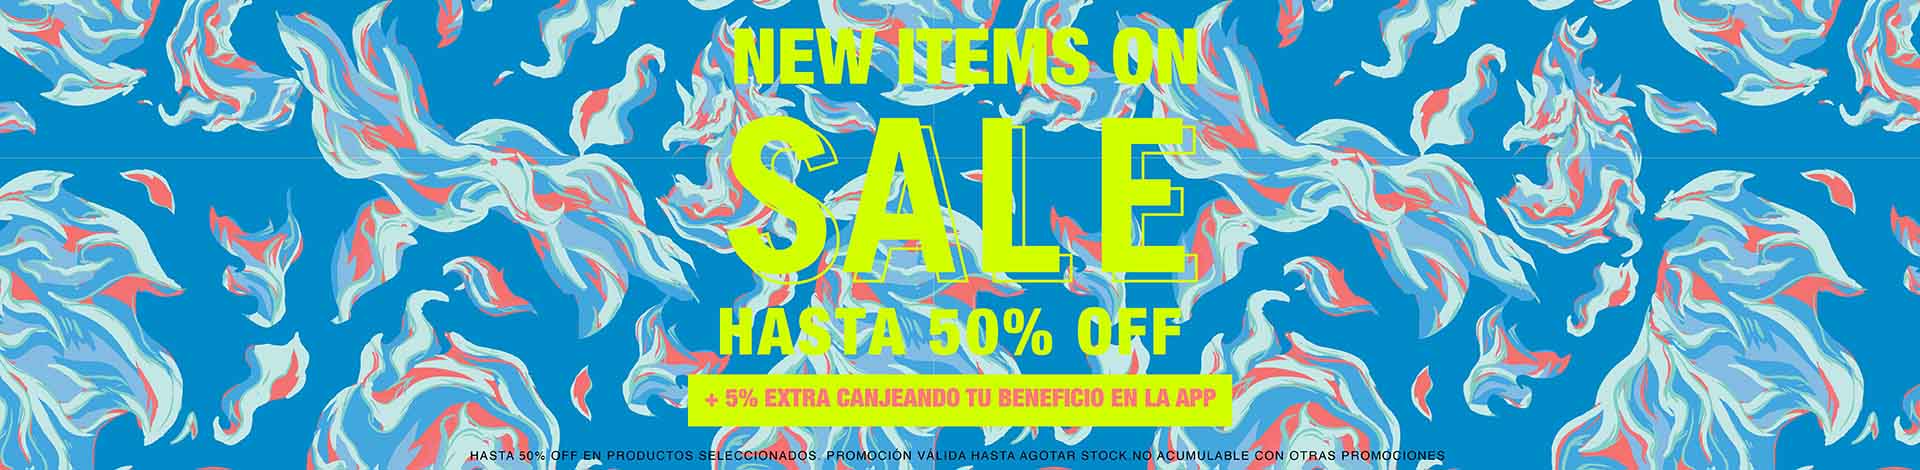 NEW ITEMS ON
SALE
HASTA 50% OFF
+ 5% EXTRA CANJEANDO TU BENEFICIO EN LA APP
HASTA 50% OFF EN PRODUCTOS SELECCIONADOS. PROMOCIÓN VÁLIDA HASTA AGOTAR STOCK.NO ACUMULABLE CON OTRAS PROMOCIONES